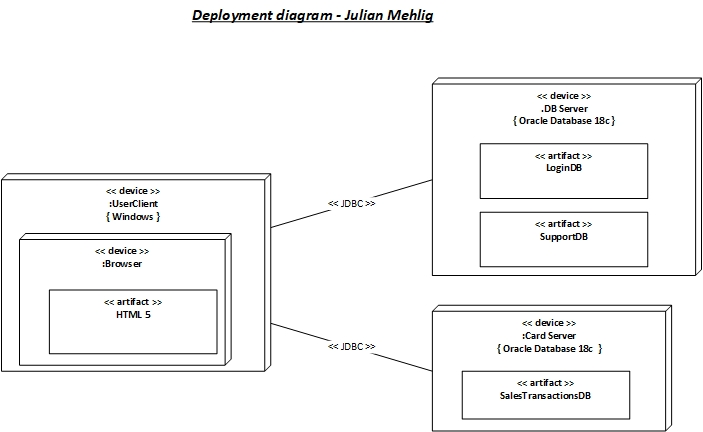 Deployment diagram - Julian Mehlig
<< device >>
:UserClient
{ Windows }
<< device >>
:Browser
<< artifact >>
HTML 5
<< JDBC >>
<< JDBC >>
<< device >>
.DB Server
{ Oracle Database 18c }
<< artifact >>
LoginDB
<< artifact >>
SupportDB
<< device >>
:Card Server
{ Oracle Database 18c }
<< artifact >>
SalesTransactionsDB